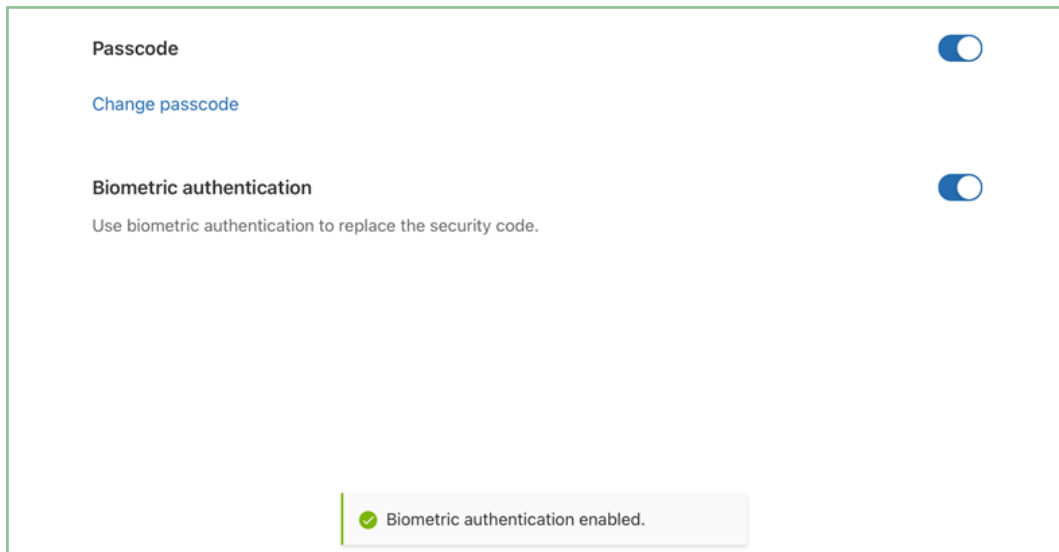 Passcode
Change passcode
Biometric authentication
Use biometric authentication to replace the security code.
Biometric authentication enabled.